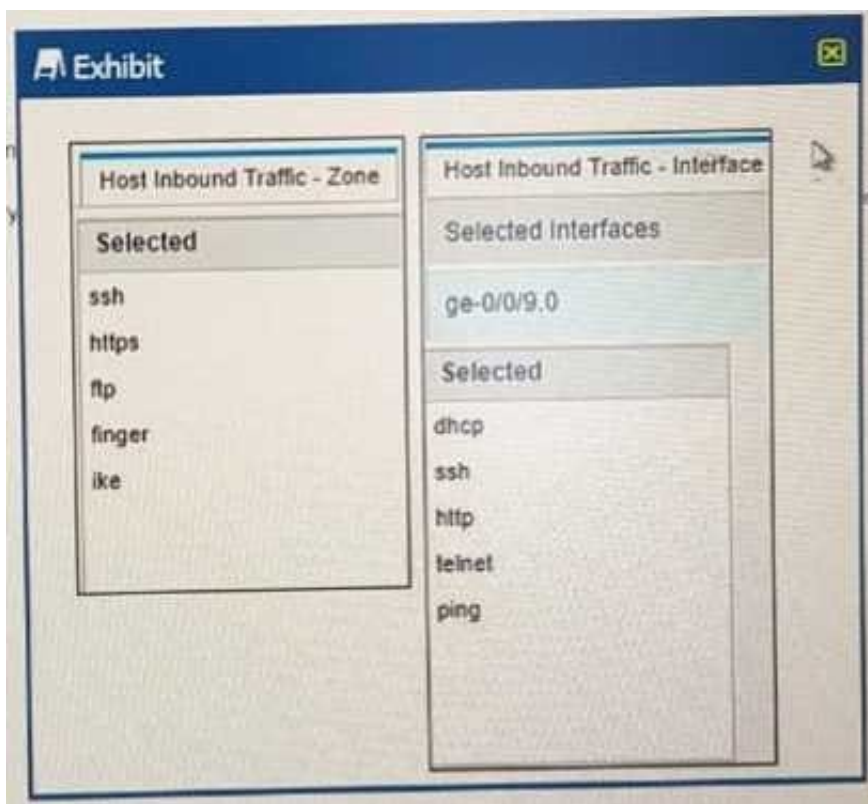 Exhibit
Host Inbound Traffic - Zone
Selected
ssh
https
ftp
finger
ike
Host Inbound Traffic - Interface
Selected Interfaces
ge-0/0/9.0
Selected
dhcp
ssh
http
telnet
ping